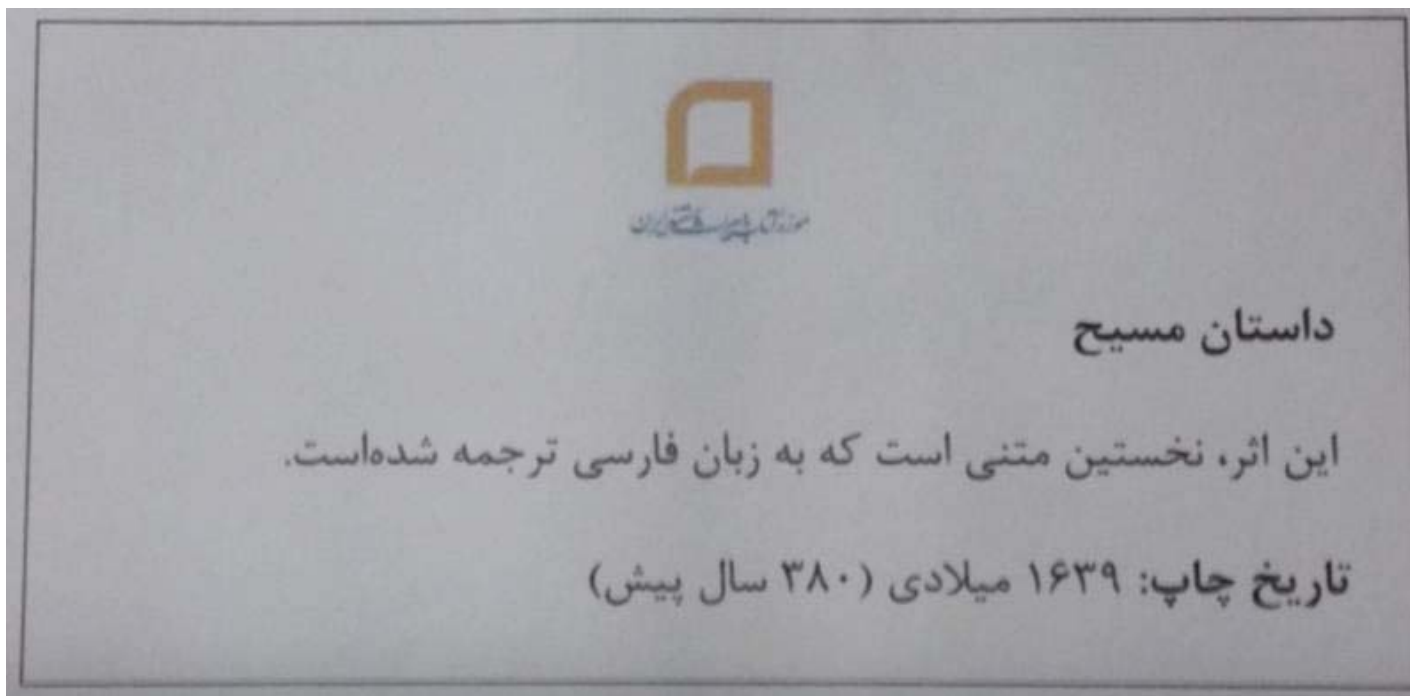 داستان مسیح
این اثر، نخستین متنی است که به زبان فارسی ترجمه شده‌است.
تاریخ چاپ: ۱۶۳۹ میلادی (۳۸۰ سال پیش)